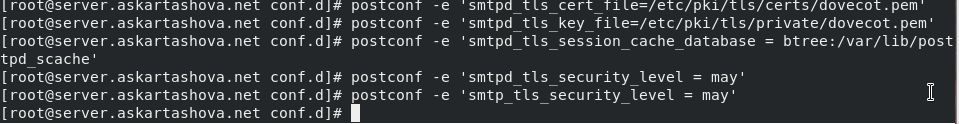 [root@server.askartashova.net conf.d]# postconf -e 'smtpd_tls_cert_file=/etc/pki/tls/certs/dovecot.pem'
[root@server.askartashova.net conf.d]# postconf -e 'smtpd_tls_key_file=/etc/pki/tls/private/dovecot.pem'
[root@server.askartashova.net conf.d]# postconf -e 'smtpd_tls_session_cache_database = btree:/var/lib/post
tpd_scache'
[root@server.askartashova.net conf.d]# postconf -e 'smtpd_tls_security_level = may'
[root@server.askartashova.net conf.d]# postconf -e 'smtp_tls_security_level = may'
[root@server.askartashova.net conf.d]#